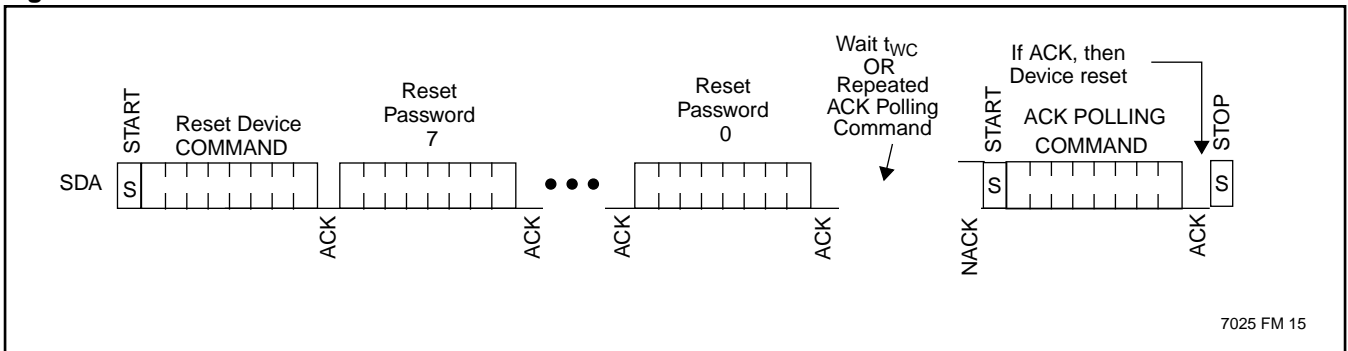 Wait tWC
OR
Repeated
ACK Polling
Command
If ACK, then
Device reset
START
Reset Device
COMMAND
Reset
Password
7
Reset
Password
0
START
ACK POLLING
COMMAND
STOP
SDA
S
S
S
ACK
ACK
ACK
ACK
NACK
ACK
7025 FM 15